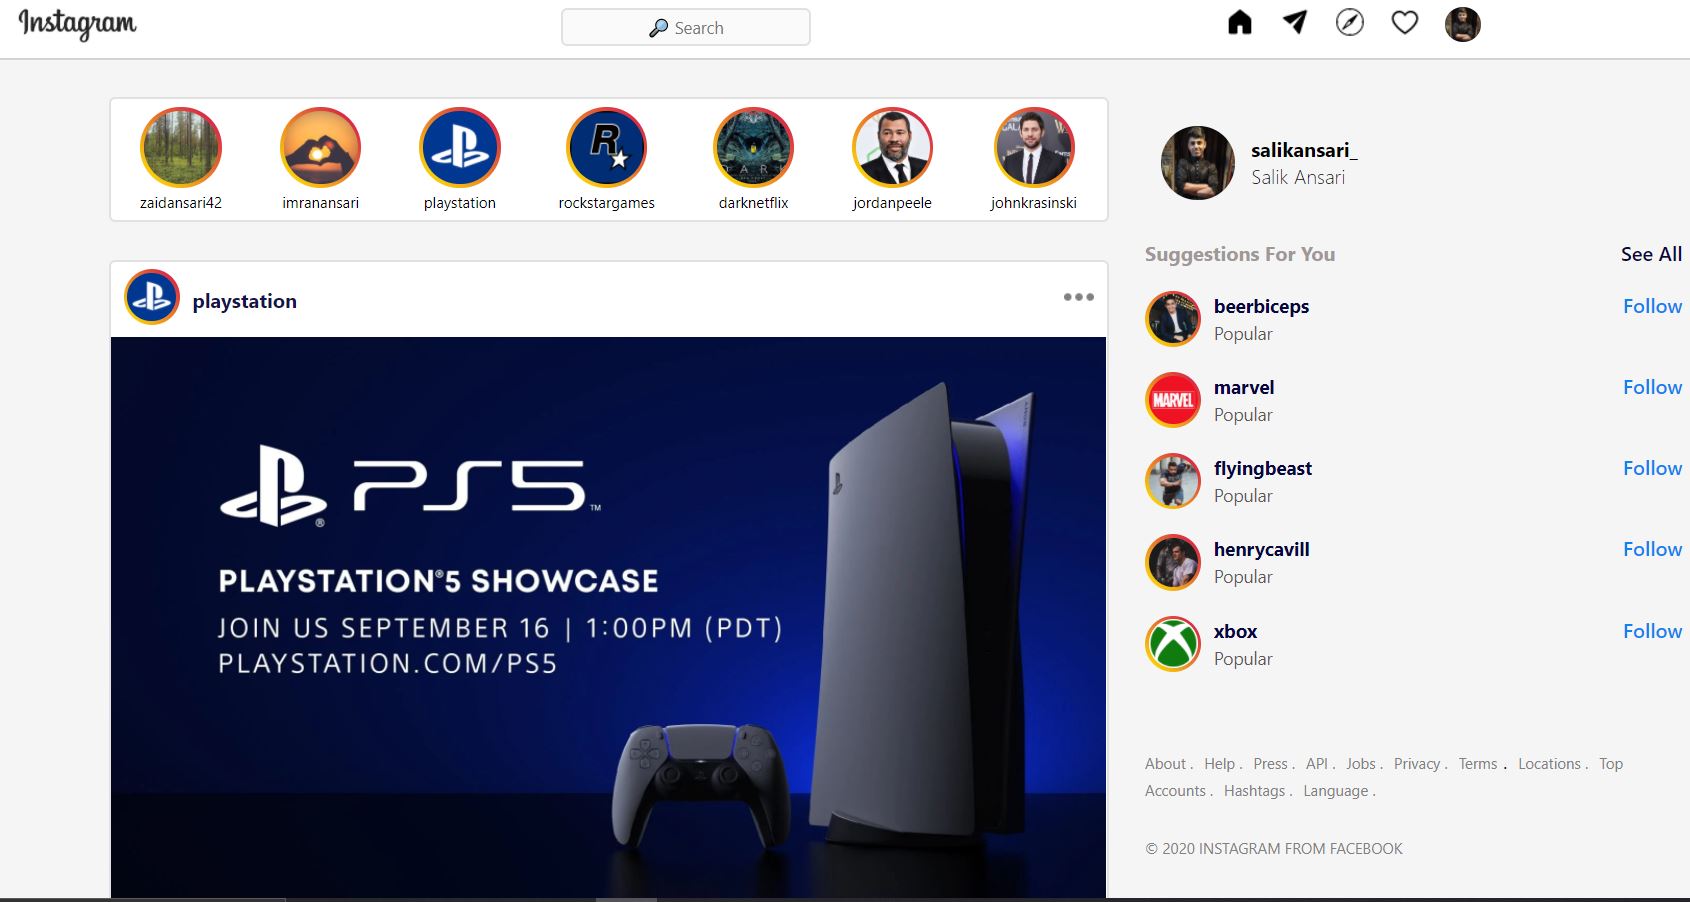 Instagram
Search
zaidansari42
imranansari
playstation
rockstargames
darknetflix
jordanpeele
johnkrasinski
playstation
PS5™
PLAYSTATION®5 SHOWCASE
JOIN US SEPTEMBER 16 | 1:00PM (PDT)
PLAYSTATION.COM/PS5
salikansari_
Salik Ansari
Suggestions For You
See All
beerbiceps
Follow
Popular
MARVEL
marvel
Follow
Popular
flyingbeast
Follow
Popular
henrycavill
Follow
Popular
xbox
Follow
Popular
About . Help . Press . API . Jobs . Privacy . Terms . Locations . Top
Accounts . Hashtags . Language .
© 2020 INSTAGRAM FROM FACEBOOK